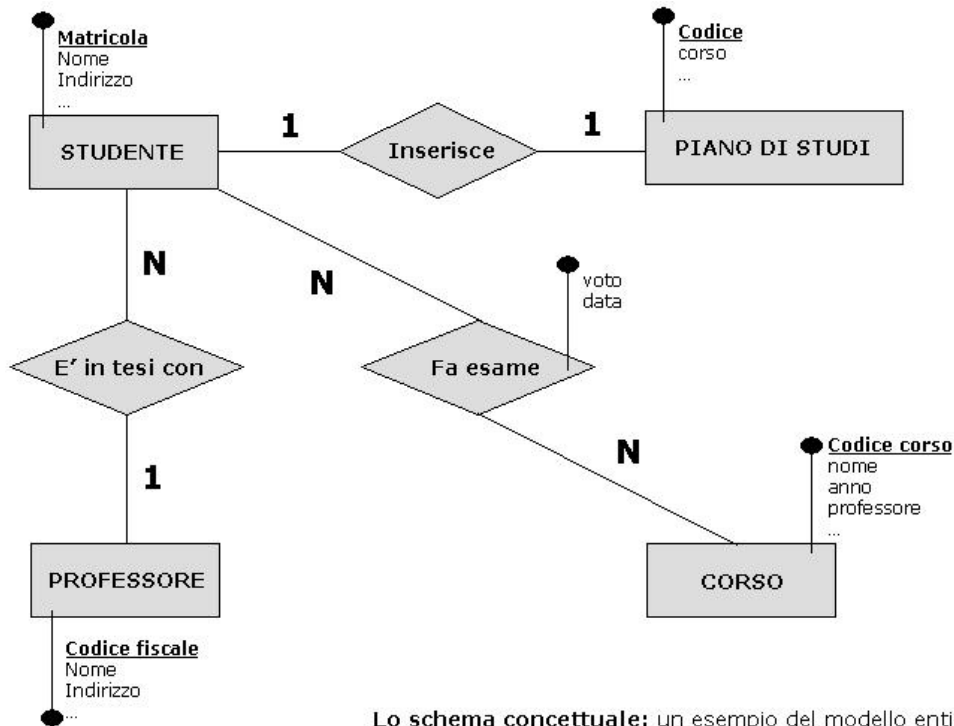 Matricola
Nome
Indirizzo
...
Codice
corso
...
STUDENTE
1
Inserisce
1
PIANO DI STUDI
N
N
voto
data
E' in tesi con
Fa esame
1
N
Codice corso
nome
anno
professore
...
PROFESSORE
CORSO
Codice fiscale
Nome
Indirizzo
...
Lo schema concettuale: un esempio del modello enti